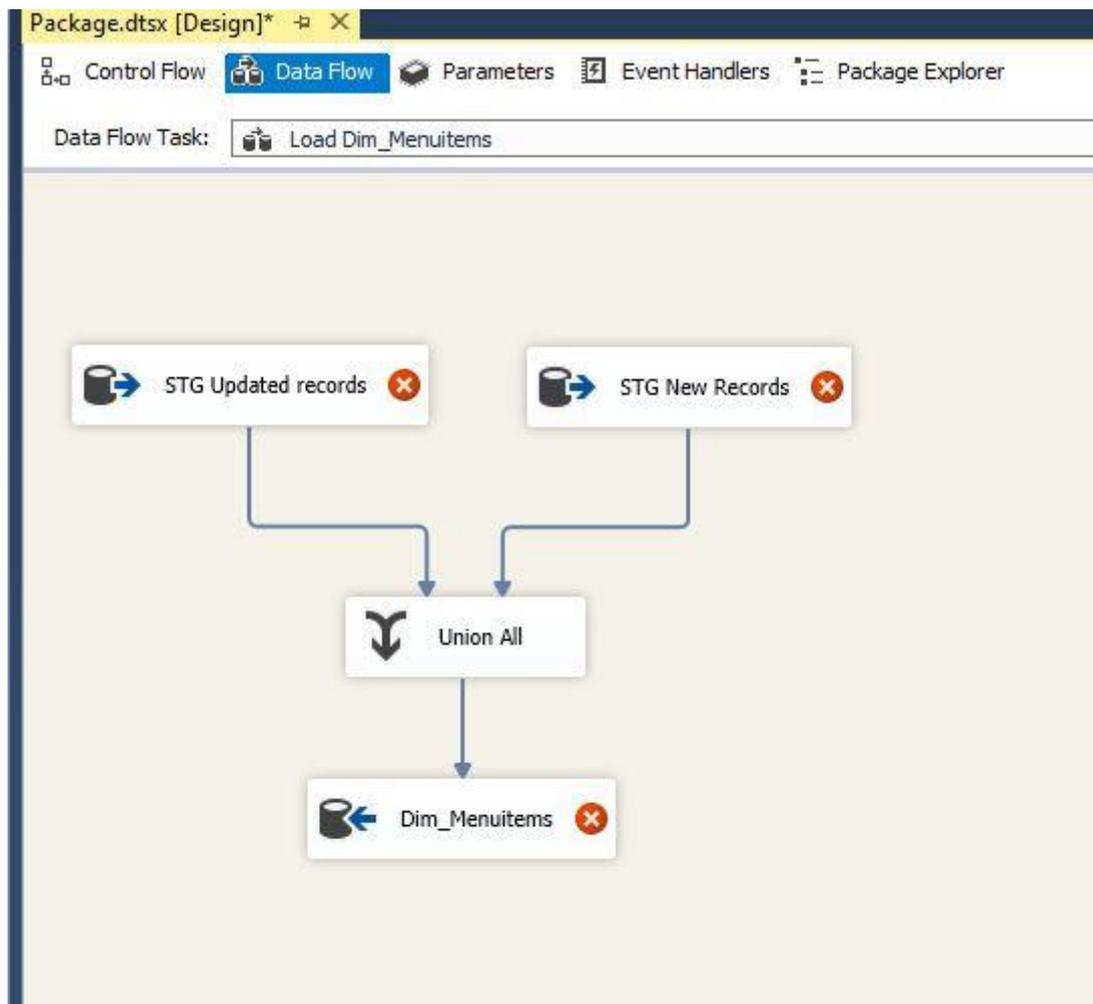 Package.dtsx [Design]*
Control Flow Data Flow Parameters Event Handlers Package Explorer
Data Flow Task: Load Dim_Menuitems
STG Updated records STG New Records
Union All
Dim_Menuitems